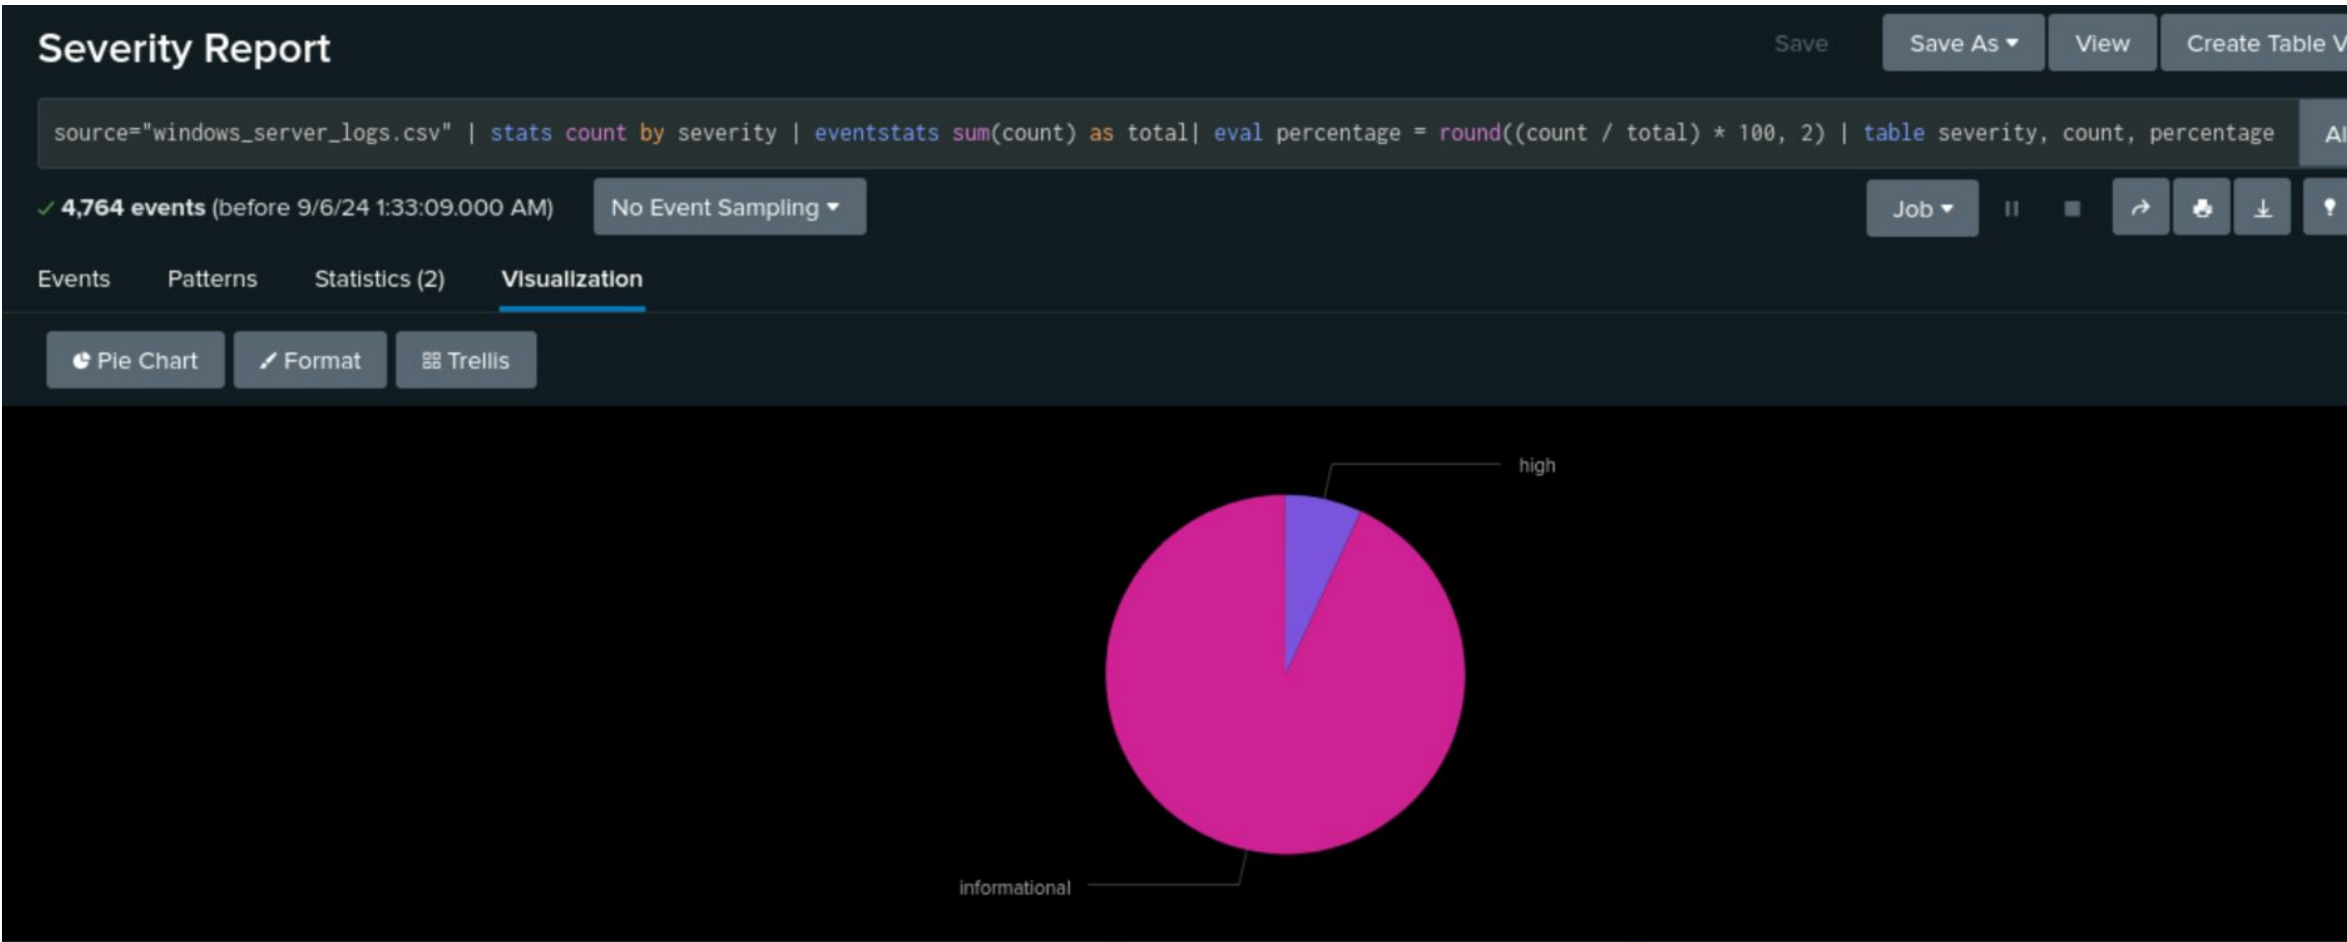 Severity Report
Save Save As View Create Table V
source="windows_server_logs.csv" | stats count by severity | eventstats sum(count) as total| eval percentage = round((count / total) * 100, 2) | table severity, count, percentage Al
4,764 events (before 9/6/24 1:33:09.000 AM) No Event Sampling Job
Events Patterns Statistics (2) Visualization
Pie Chart Format Trellis
high
informational